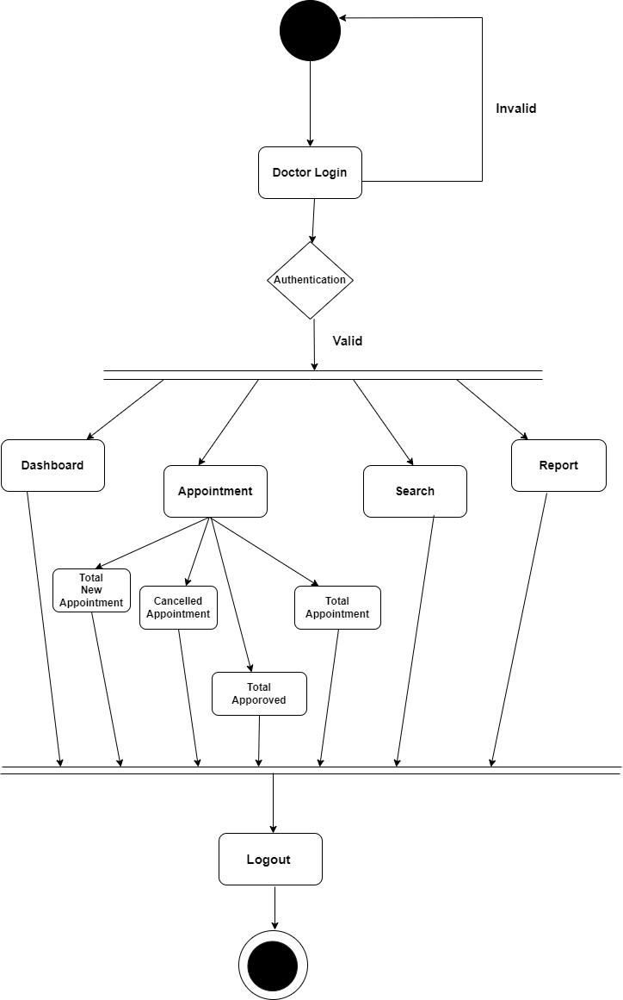 Invalid
Doctor Login
Authentication
Valid
Dashboard
Appointment
Search
Report
Total
New
Appointment
Cancelled
Appointment
Total
Appointment
Total
Apporoved
Logout